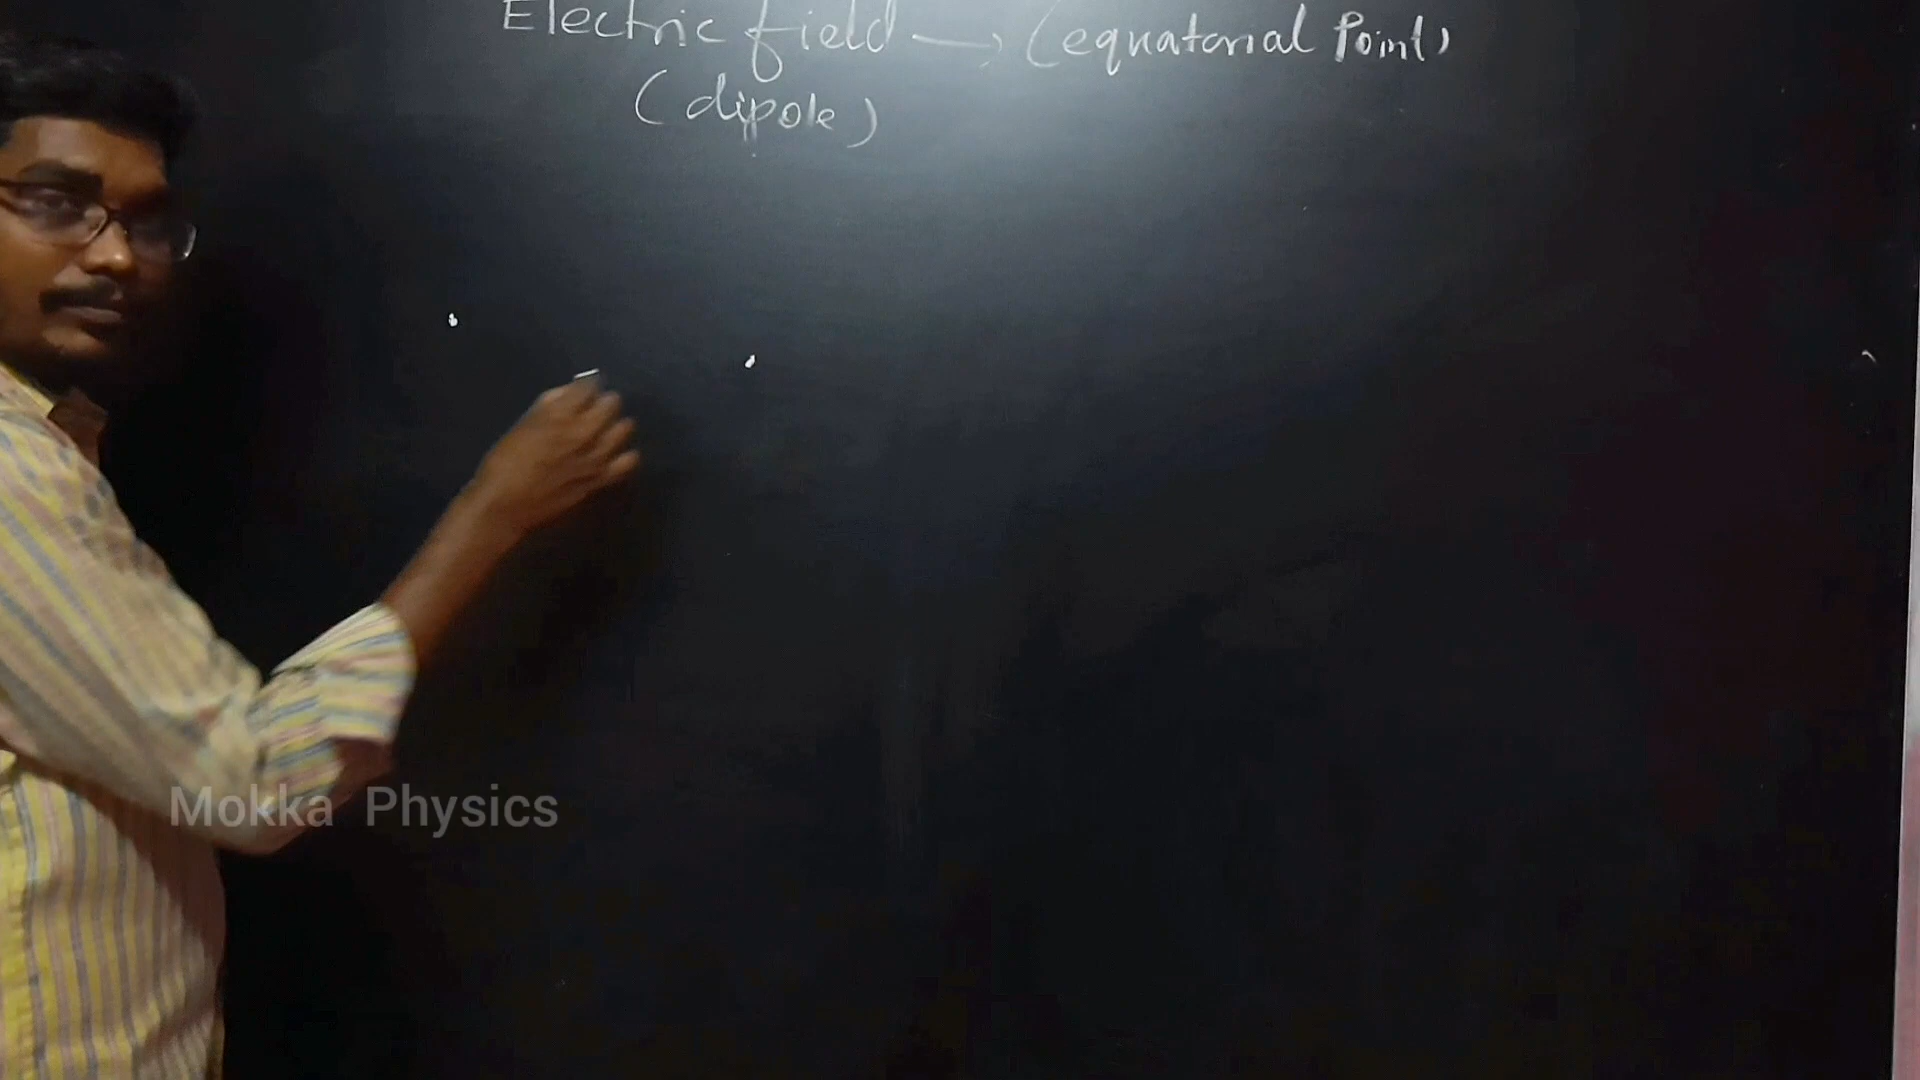 Electric field → (equatorial Point)
(dipole)
Mokka Physics